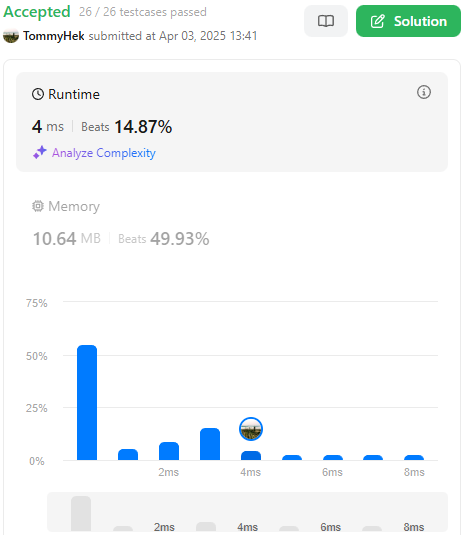 Accepted 26 / 26 testcases passed
Solution
TommyHek submitted at Apr 03, 2025 13:41
Runtime
4 ms | Beats 14.87%
Analyze Complexity
Memory
10.64 MB | Beats 49.93%
75%
50%
25%
0%
2ms 4ms 6ms 8ms
2ms 4ms 6ms 8ms